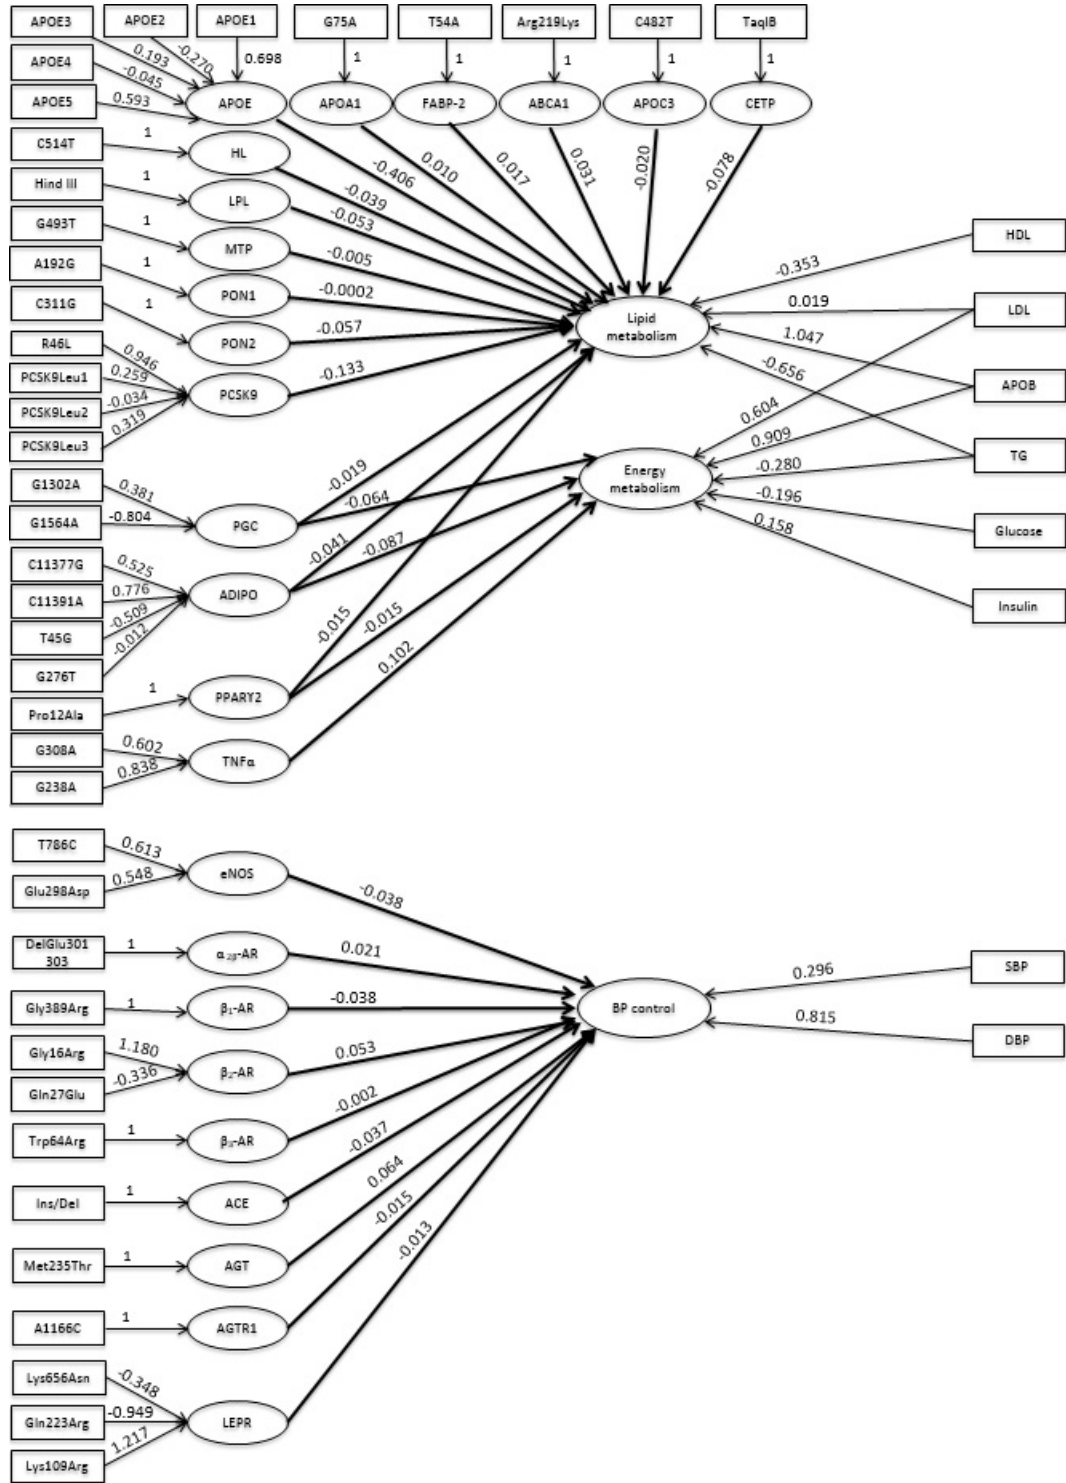 APOE3
APOE2
APOE1
G75A
T54A
Arg219Lys
C482T
TaqIB
0.193
-0.270
0.698
1
1
1
1
1
APOE4
-0.045
APOE5
0.593
APOE
APOA1
FABP-2
ABCA1
APOC3
CETP
C514T
1
HL
-0.406
0.010
0.017
0.031
-0.020
-0.078
Hind III
1
LPL
-0.039
-0.053
G493T
1
MTP
-0.005
HDL
-0.353
A192G
1
PON1
-0.0002
C311G
1
PON2
-0.057
Lipid
metabolism
0.019
LDL
R46L
0.946
1.047
PCSK9Leu1
0.259
PCSK9
-0.133
-0.656
APOB
PCSK9Leu2
-0.034
PCSK9Leu3
0.319
0.604
0.909
TG
G1302A
0.381
-0.019
Energy
metabolism
-0.280
G1564A
-0.804
PGC
-0.064
-0.196
Glucose
0.158
C11377G
0.525
-0.041
-0.087
C11391A
0.776
ADIPO
Insulin
T45G
-0.509
-0.015
-0.015
G276T
-0.012
0.102
Pro12Ala
1
PPARY2
G308A
0.602
TNFα
G238A
0.838
T786C
0.613
eNOS
-0.038
Glu298Asp
0.548
DelGlu301
303
1
α₂β-AR
0.021
0.296
SBP
Gly389Arg
1
β₁-AR
-0.038
BP control
0.815
DBP
Gly16Arg
1.180
β₂-AR
0.053
Gln27Glu
-0.336
Trp64Arg
1
β₃-AR
-0.002
-0.037
Ins/Del
1
ACE
0.064
-0.015
-0.013
Met235Thr
1
AGT
A1166C
1
AGTR1
Lys656Asn
-0.348
Gln223Arg
-0.949
LEPR
Lys109Arg
1.217